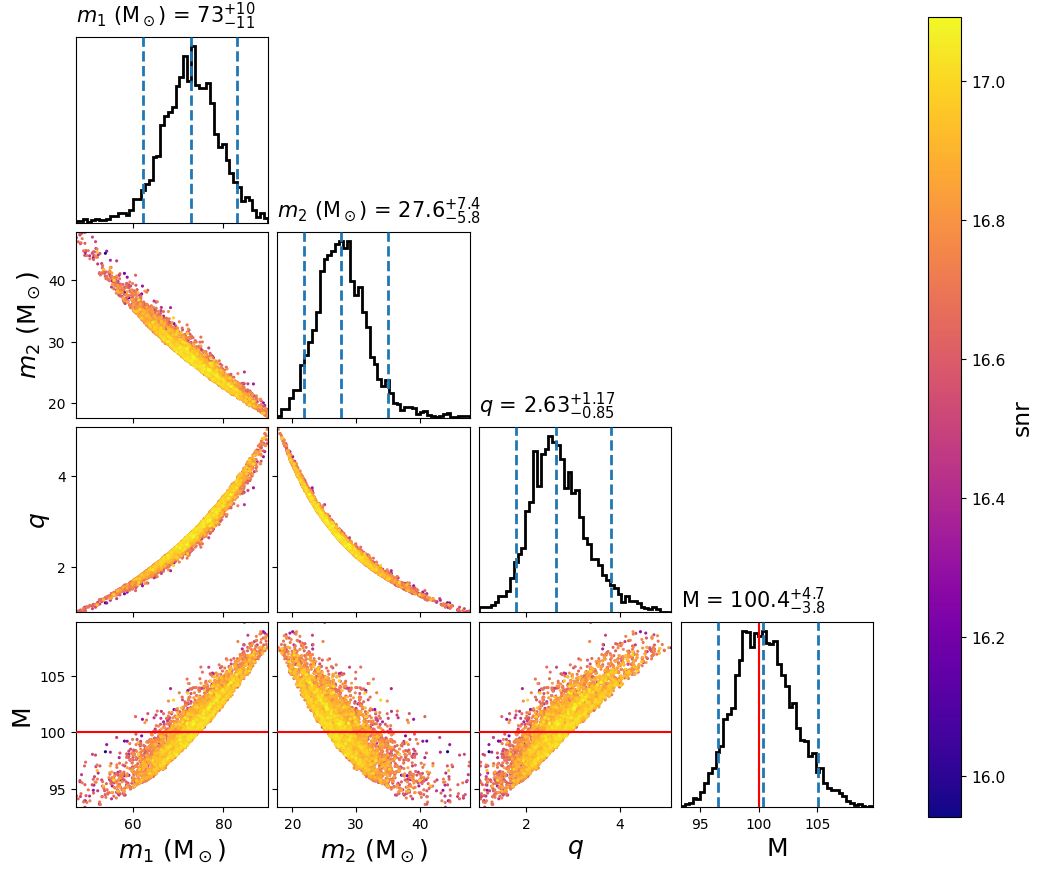 m₁ (M⊙) = 73⁺¹⁰₋₁₁
17.0
m₂ (M⊙) = 27.6⁺⁷·⁴₋₅.₈
16.8
m₂ (M⊙)
40
30
20
16.6
q = 2.63⁺¹·¹⁷₋₀.₈₅
snr
q
4
2
16.4
M = 100.4⁺⁴·⁷₋₃.₈
16.2
M
105
100
95
16.0
60 80 20 30 40 2 4 95 100 105
m₁ (M⊙) m₂ (M⊙) q M